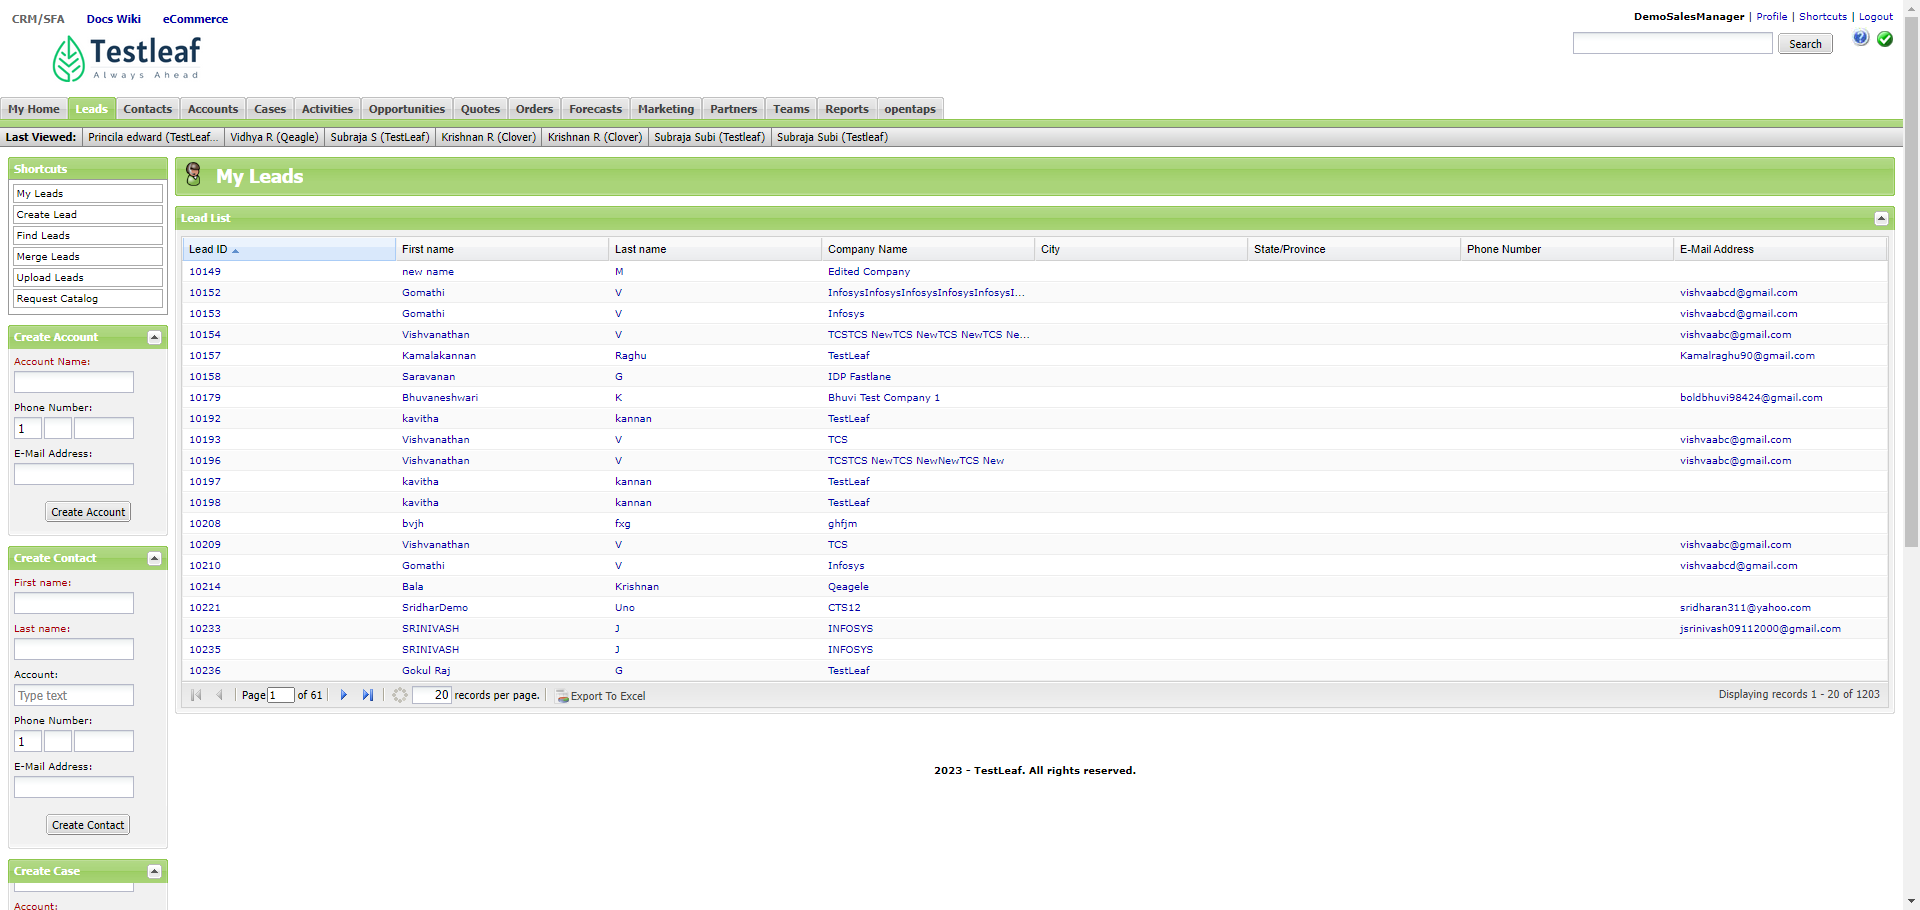 CRM/SFA Docs Wiki eCommerce
DemoSalesManager | Profile | Shortcuts | Logout
Testleaf
Always Ahead
Search
My Home Leads Contacts Accounts Cases Activities Opportunities Quotes Orders Forecasts Marketing Partners Teams Reports opentaps
Last Viewed: Princila edward (TestLeaf... Vidhya R (Qeagle) Subraja S (TestLeaf) Krishnan R (Clover) Krishnan R (Clover) Subraja Subi (Testleaf) Subraja Subi (Testleaf)
Shortcuts
My Leads
Create Lead
Find Leads
Merge Leads
Upload Leads
Request Catalog
Create Account
Account Name:
Phone Number:
1
E-Mail Address:
Create Account
Create Contact
First name:
Last name:
Account:
Type text
Phone Number:
1
E-Mail Address:
Create Contact
Create Case
Account:
My Leads
Lead List
Lead ID First name Last name Company Name City State/Province Phone Number E-Mail Address
10149 new name M Edited Company
10152 Gomathi V InfosysInfosysInfosysInfosysInfosysI... vishvaabcd@gmail.com
10153 Gomathi V Infosys vishvaabcd@gmail.com
10154 Vishvanathan V TCSTCS NewTCS NewTCS NewTCS Ne... vishvaabc@gmail.com
10157 Kamalakannan Raghu TestLeaf Kamalraghu90@gmail.com
10158 Saravanan G IDP Fastlane
10179 Bhuvaneshwari K Bhuvi Test Company 1 boldbhuvi98424@gmail.com
10192 kavitha kannan TestLeaf
10193 Vishvanathan V TCS vishvaabc@gmail.com
10196 Vishvanathan V TCSTCS NewTCS NewNewTCS New vishvaabc@gmail.com
10197 kavitha kannan TestLeaf
10198 kavitha kannan TestLeaf
10208 bvjh fxg ghfjm
10209 Vishvanathan V TCS vishvaabc@gmail.com
10210 Gomathi V Infosys vishvaabcd@gmail.com
10214 Bala Krishnan Qeagele
10221 SridharDemo Uno CTS12 sridharan311@yahoo.com
10233 SRINIVASH J INFOSYS jsrinivash09112000@gmail.com
10235 SRINIVASH J INFOSYS
10236 Gokul Raj G TestLeaf
Page 1 of 61 20 records per page. Export To Excel Displaying records 1 - 20 of 1203
2023 - TestLeaf. All rights reserved.